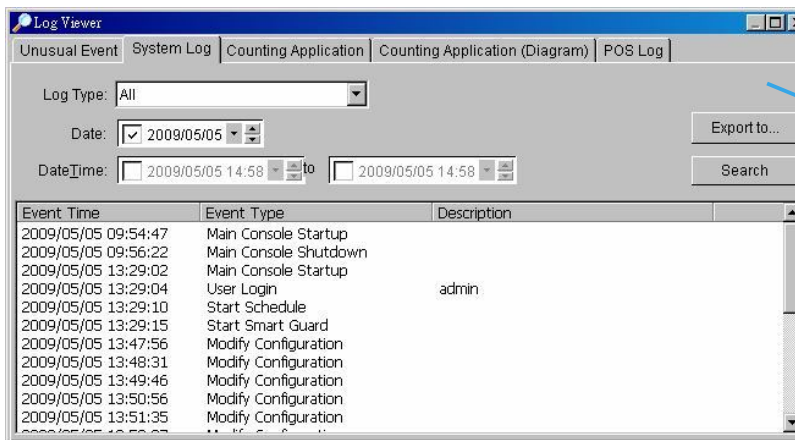 Log Viewer
Unusual Event System Log Counting Application Counting Application (Diagram) POS Log
Log Type: All
Date: 2009/05/05
Export to...
DateTime: 2009/05/05 14:58 to 2009/05/05 14:58
Search
Event Time Event Type Description
2009/05/05 09:54:47 Main Console Startup
2009/05/05 09:56:22 Main Console Shutdown
2009/05/05 13:29:02 Main Console Startup
2009/05/05 13:29:04 User Login admin
2009/05/05 13:29:10 Start Schedule
2009/05/05 13:29:15 Start Smart Guard
2009/05/05 13:47:56 Modify Configuration
2009/05/05 13:48:31 Modify Configuration
2009/05/05 13:49:46 Modify Configuration
2009/05/05 13:50:56 Modify Configuration
2009/05/05 13:51:35 Modify Configuration